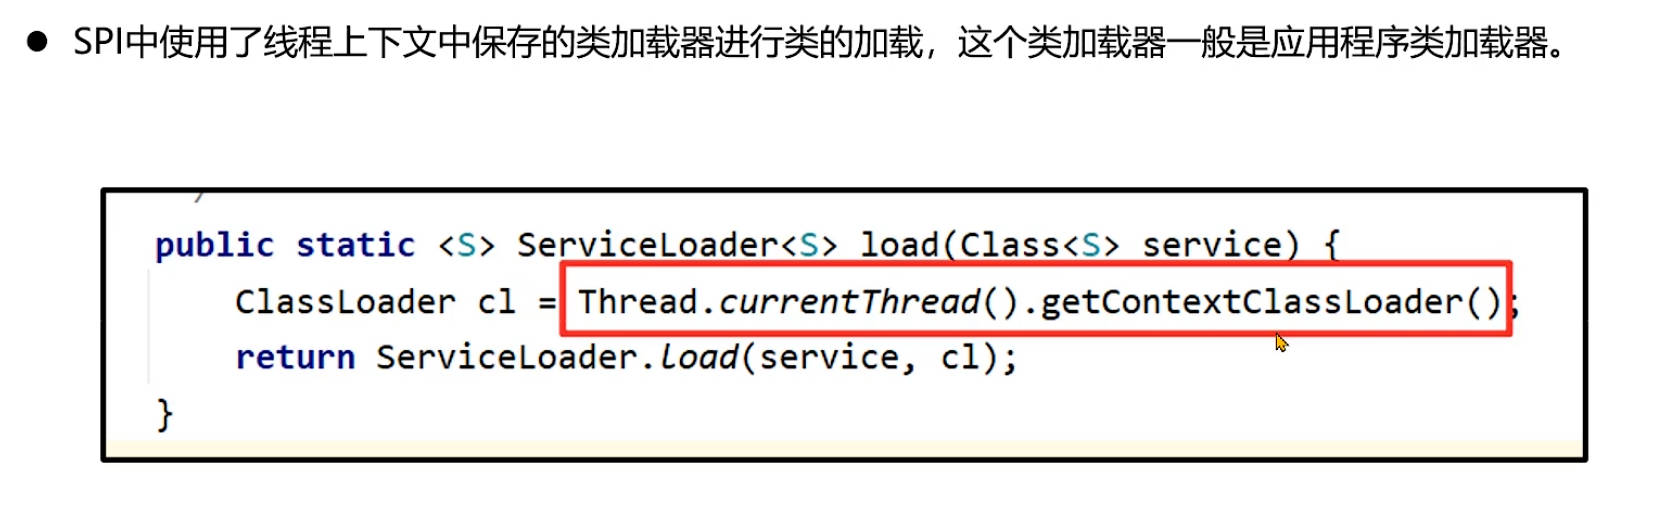 ● SPI中使用了线程上下文中保存的类加载器进行类的加载，这个类加载器一般是应用程序类加载器。
public static <S> ServiceLoader<S> load(Class<S> service) {
ClassLoader cl = Thread.currentThread().getContextClassLoader();
return ServiceLoader.load(service, cl);
}